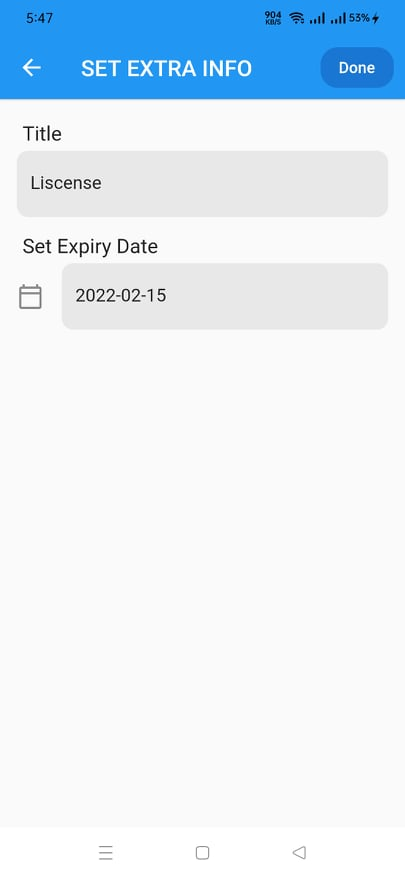 5:47
904
KB/S
53%
SET EXTRA INFO
Done
Title
Liscense
Set Expiry Date
2022-02-15